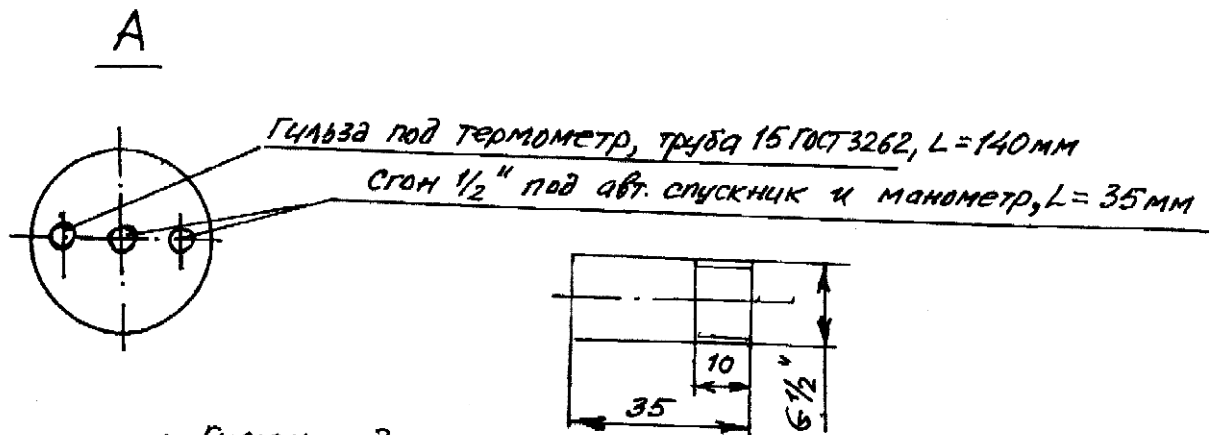 А
Гильза под термометр, труба 15 ГОСТ 3262, L=140мм
Сгон 1/2" под авт. спускник и манометр, L=35мм
10
35
G 1/2"